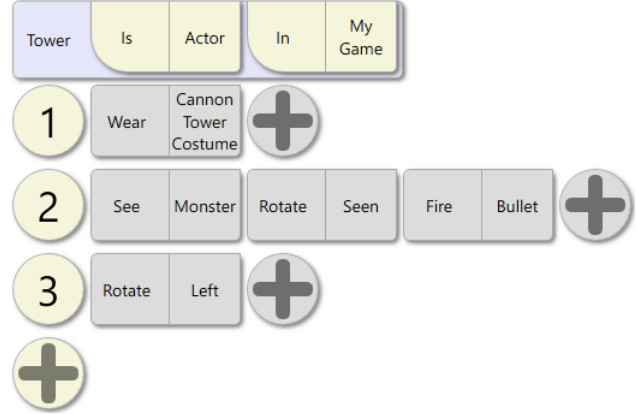 Tower Is Actor In My Game
1 Wear Cannon Tower Costume
2 See Monster Rotate Seen Fire Bullet
3 Rotate Left